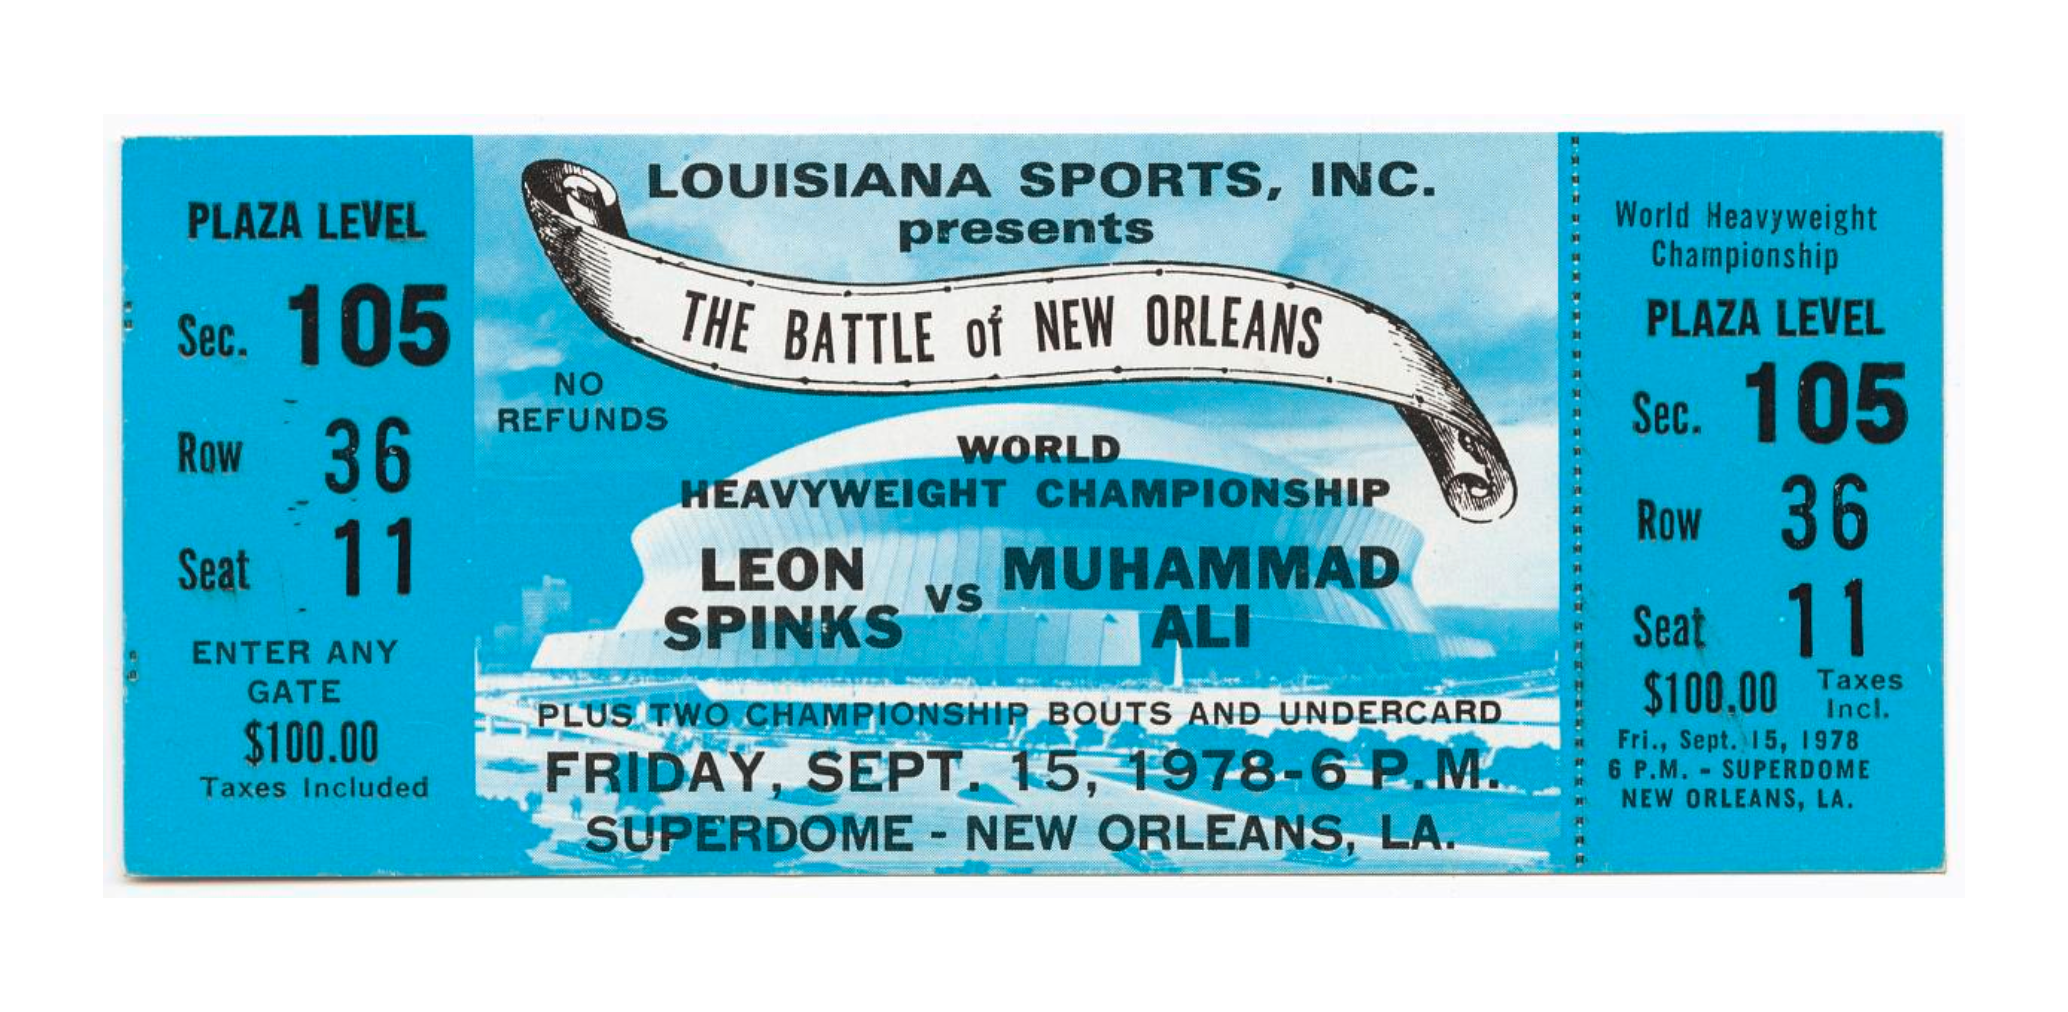 PLAZA LEVEL
Sec. 105
Row 36
Seat 11
ENTER ANY
GATE
$100.00
Taxes Included
LOUISIANA SPORTS, INC.
presents
THE BATTLE of NEW ORLEANS
NO
REFUNDS
WORLD
HEAVYWEIGHT CHAMPIONSHIP
LEON
SPINKS
VS
MUHAMMAD
ALI
PLUS TWO CHAMPIONSHIP BOUTS AND UNDERCARD
FRIDAY, SEPT. 15, 1978-6 P.M.
SUPERDOME - NEW ORLEANS, LA.
World Heavyweight
Championship
PLAZA LEVEL
Sec. 105
Row 36
Seat 11
$100.00 Taxes
Incl.
Fri., Sept. 15, 1978
6 P.M. - SUPERDOME
NEW ORLEANS, LA.